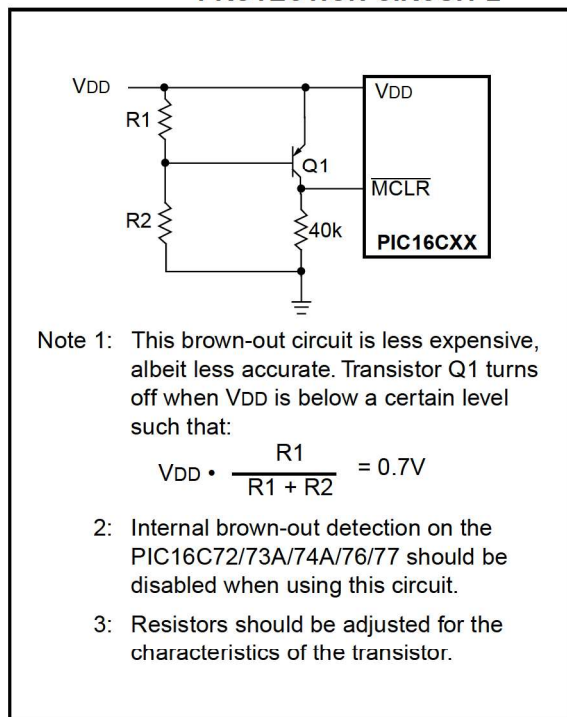 VDD
R1
R2
Q1
40k
VDD
MCLR
PIC16CXX
Note 1: This brown-out circuit is less expensive,
albeit less accurate. Transistor Q1 turns
off when VDD is below a certain level
such that:
VDD • R1 / R1 + R2 = 0.7V
2: Internal brown-out detection on the
PIC16C72/73A/74A/76/77 should be
disabled when using this circuit.
3: Resistors should be adjusted for the
characteristics of the transistor.